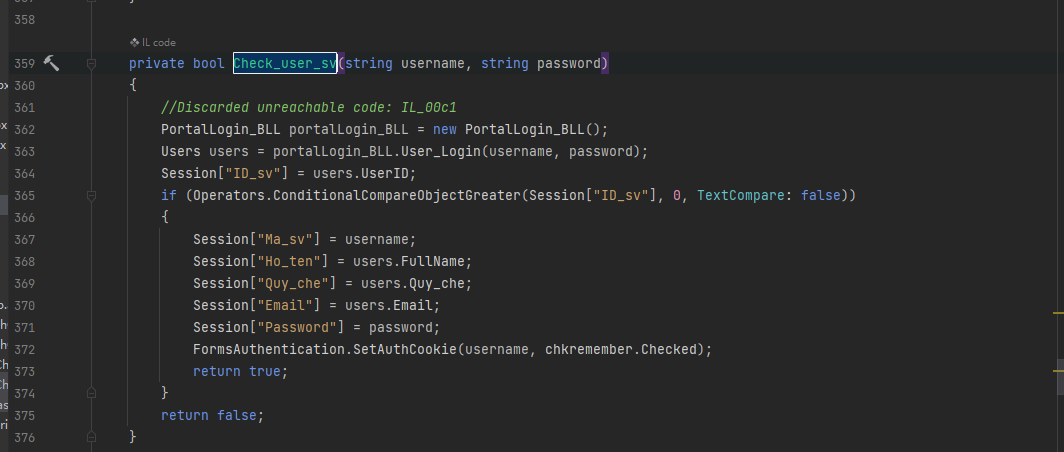 358
IL code
359 private bool Check_user_sv(string username, string password)
360 {
361 //Discarded unreachable code: IL_00c1
362 PortalLogin_BLL portalLogin_BLL = new PortalLogin_BLL();
363 Users users = portalLogin_BLL.User_Login(username, password);
364 Session["ID_sv"] = users.UserID;
365 if (Operators.ConditionalCompareObjectGreater(Session["ID_sv"], 0, TextCompare: false))
366 {
367 Session["Ma_sv"] = username;
368 Session["Ho_ten"] = users.FullName;
369 Session["Quy_che"] = users.Quy_che;
370 Session["Email"] = users.Email;
371 Session["Password"] = password;
372 FormsAuthentication.SetAuthCookie(username, chkremember.Checked);
373 return true;
374 }
375 return false;
376 }